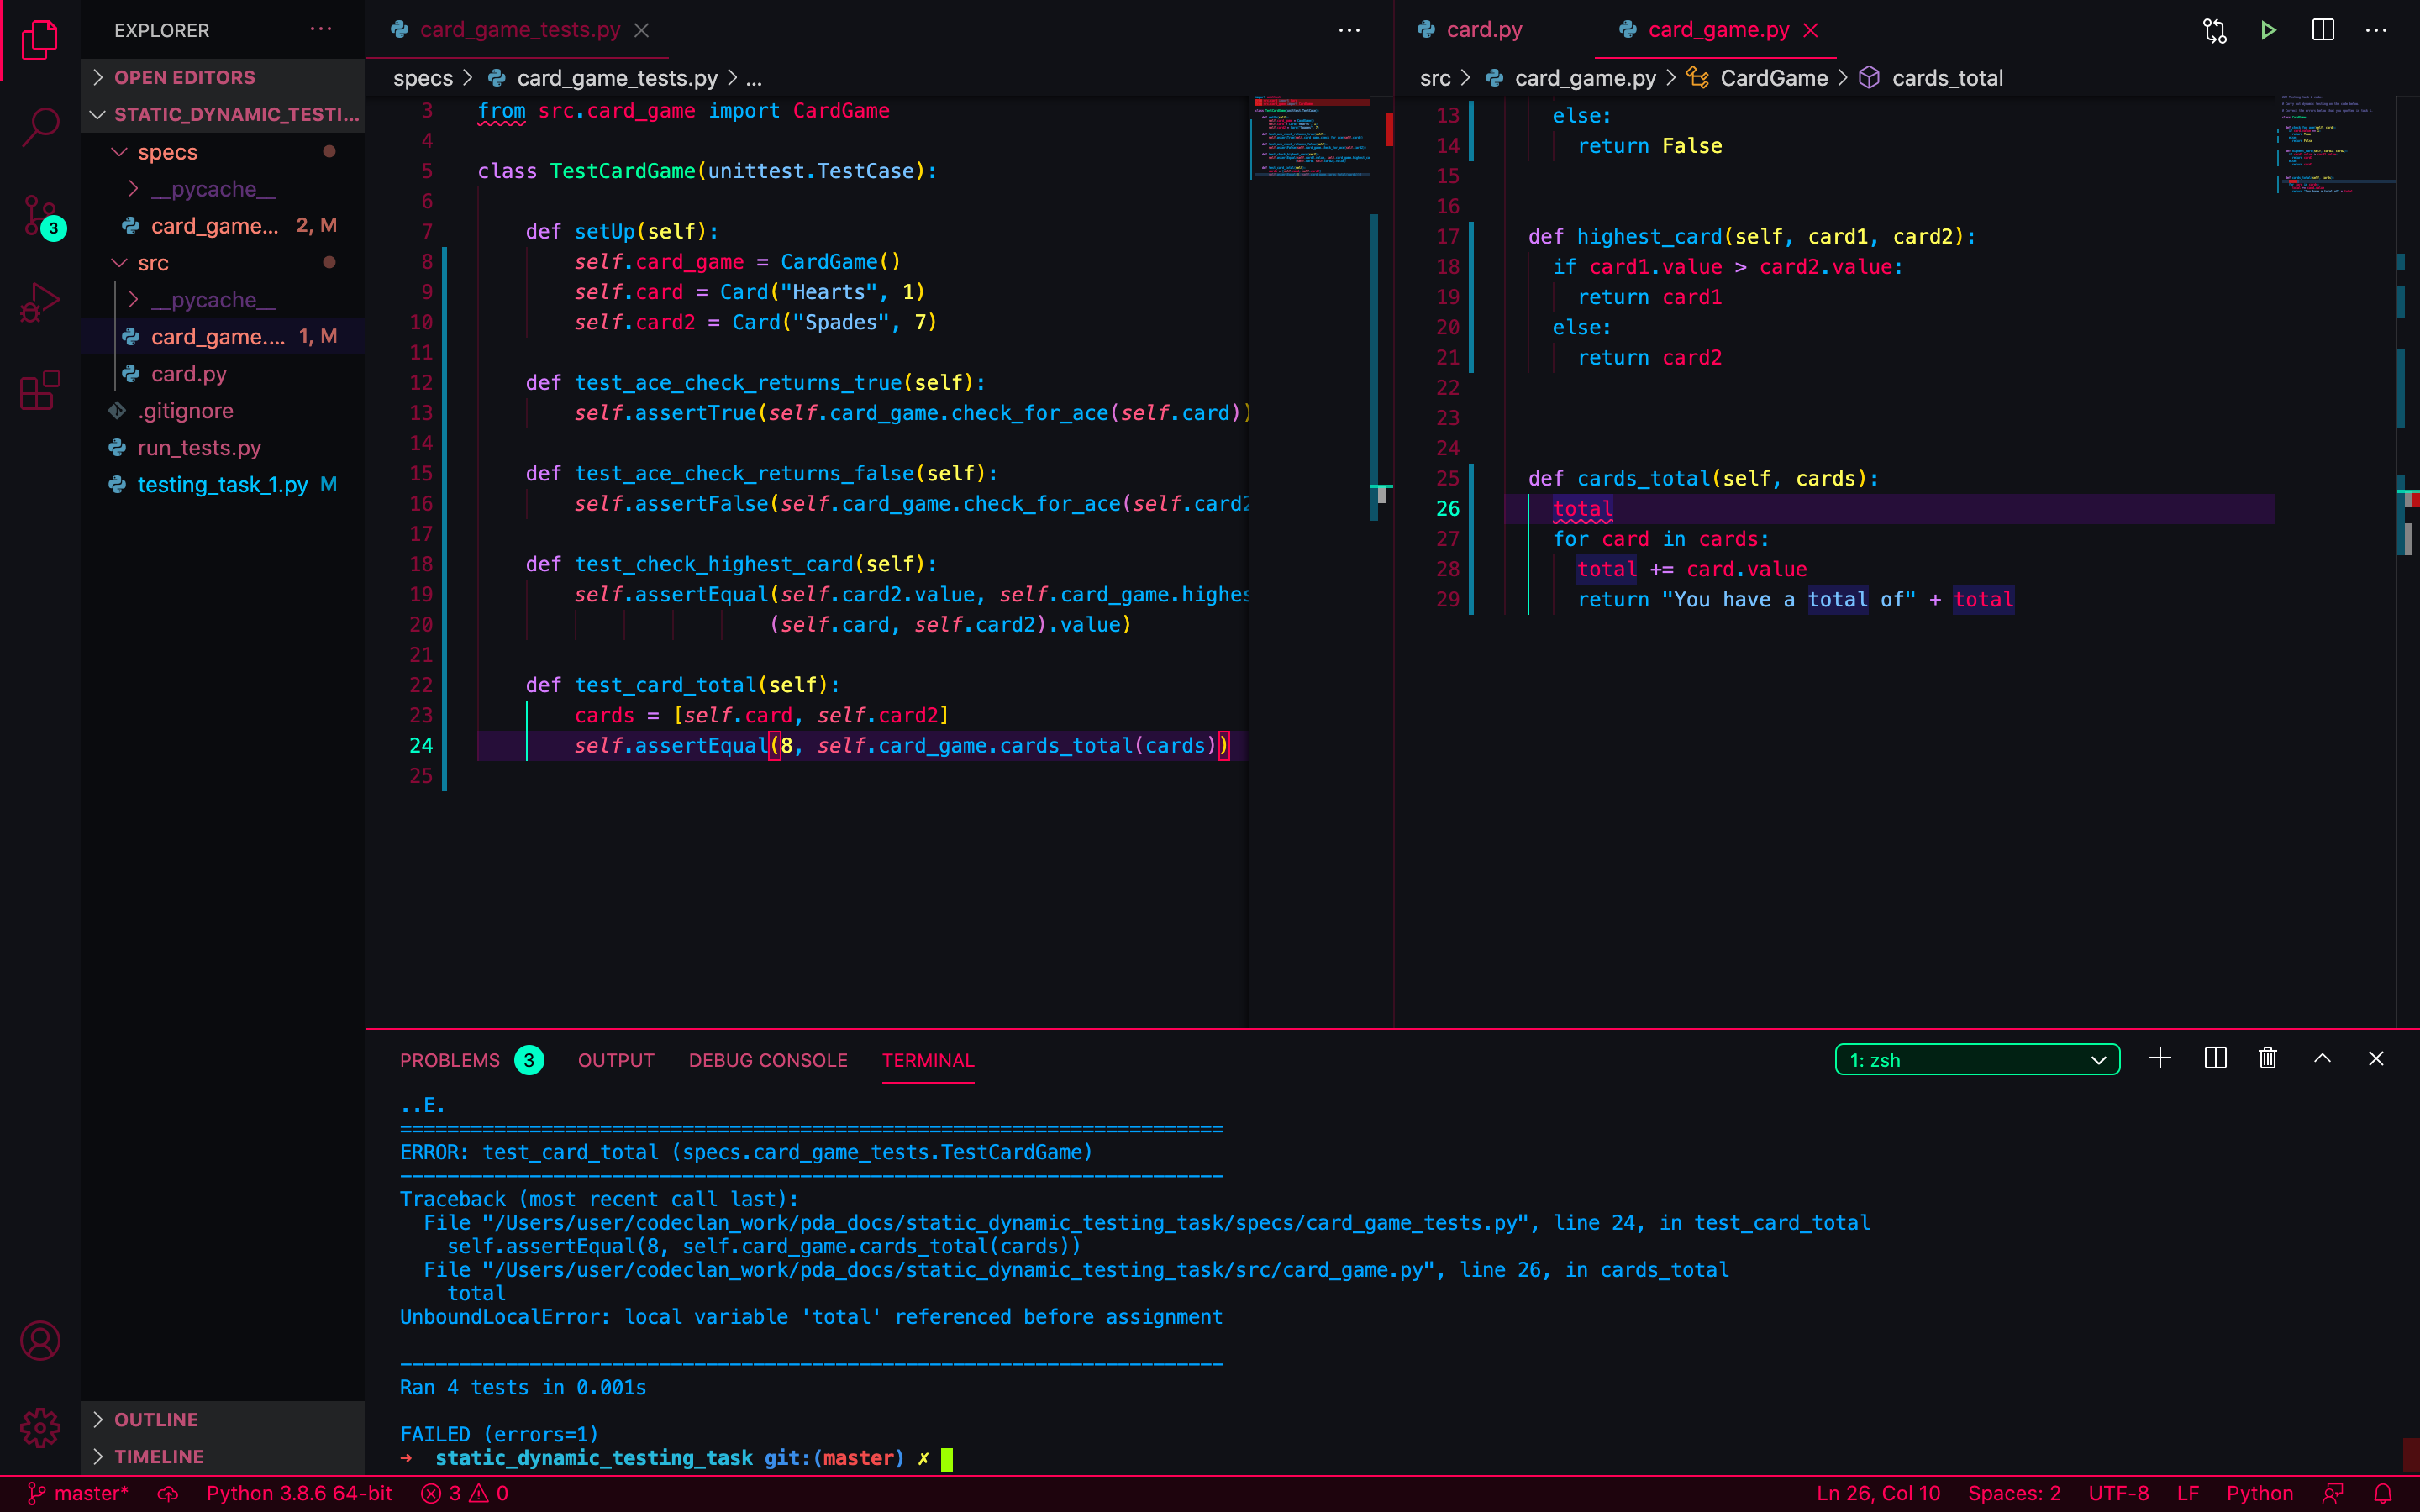 EXPLORER
OPEN EDITORS
STATIC_DYNAMIC_TESTI...
specs
__pycache__
card_game... 2, M
src
__pycache__
card_game.... 1, M
card.py
.gitignore
run_tests.py
testing_task_1.py M
OUTLINE
TIMELINE
3
card_game_tests.py
specs > card_game_tests.py > ...
3 from src.card_game import CardGame
4
5 class TestCardGame(unittest.TestCase):
6
7 def setUp(self):
8 self.card_game = CardGame()
9 self.card = Card("Hearts", 1)
10 self.card2 = Card("Spades", 7)
11
12 def test_ace_check_returns_true(self):
13 self.assertTrue(self.card_game.check_for_ace(self.card))
14
15 def test_ace_check_returns_false(self):
16 self.assertFalse(self.card_game.check_for_ace(self.card2
17
18 def test_check_highest_card(self):
19 self.assertEqual(self.card2.value, self.card_game.highes
20 (self.card, self.card2).value)
21
22 def test_card_total(self):
23 cards = [self.card, self.card2]
24 self.assertEqual(8, self.card_game.cards_total(cards))
25
card.py
card_game.py
src > card_game.py > CardGame > cards_total
13 else:
14 return False
15
16
17 def highest_card(self, card1, card2):
18 if card1.value > card2.value:
19 return card1
20 else:
21 return card2
22
23
24
25 def cards_total(self, cards):
26 total
27 for card in cards:
28 total += card.value
29 return "You have a total of" + total
PROBLEMS 3 OUTPUT DEBUG CONSOLE TERMINAL
1: zsh
..E.
======================================================================
ERROR: test_card_total (specs.card_game_tests.TestCardGame)
----------------------------------------------------------------------
Traceback (most recent call last):
File "/Users/user/codeclan_work/pda_docs/static_dynamic_testing_task/specs/card_game_tests.py", line 24, in test_card_total
self.assertEqual(8, self.card_game.cards_total(cards))
File "/Users/user/codeclan_work/pda_docs/static_dynamic_testing_task/src/card_game.py", line 26, in cards_total
total
UnboundLocalError: local variable 'total' referenced before assignment
----------------------------------------------------------------------
Ran 4 tests in 0.001s
FAILED (errors=1)
➜ static_dynamic_testing_task git:(master) ✗
master* Python 3.8.6 64-bit 3 0 Ln 26, Col 10 Spaces: 2 UTF-8 LF Python